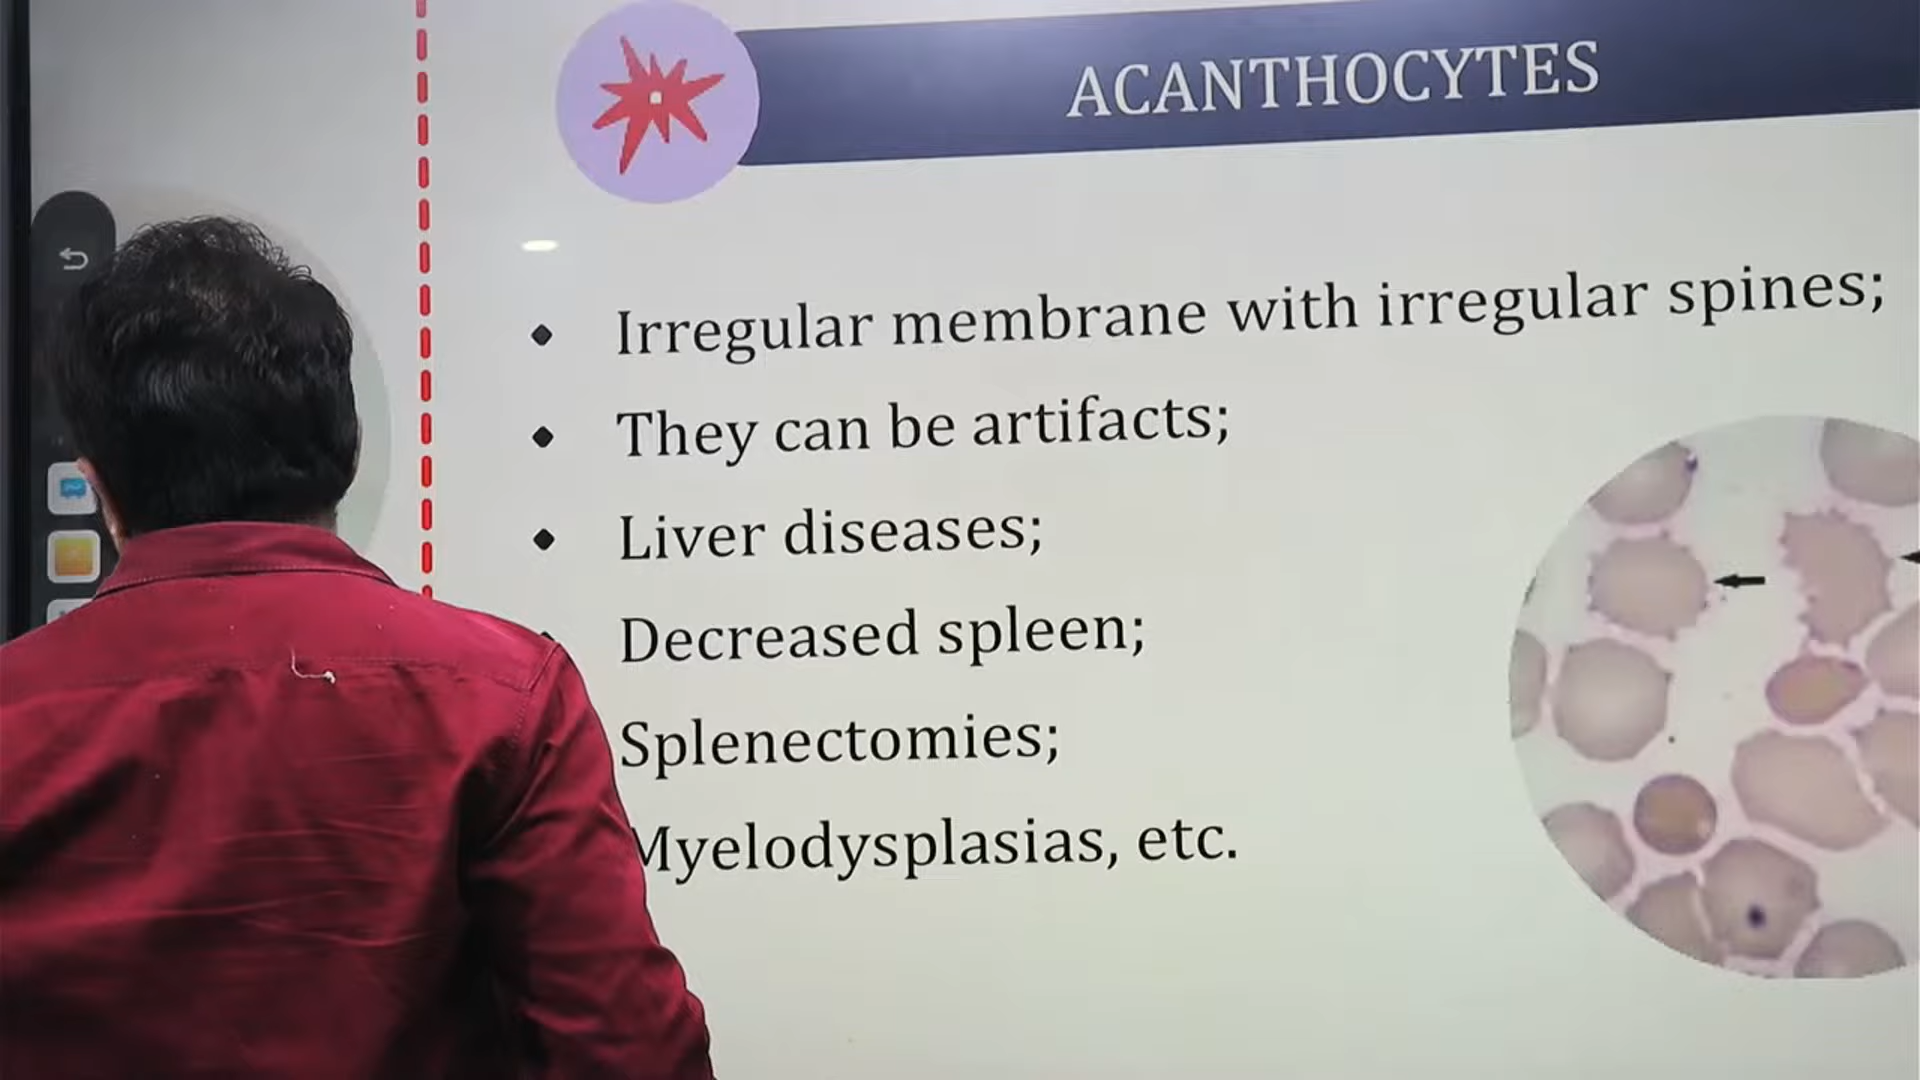 ACANTHOCYTES
Irregular membrane with irregular spines;
They can be artifacts;
Liver diseases;
Decreased spleen;
Splenectomies;
Myelodysplasias, etc.